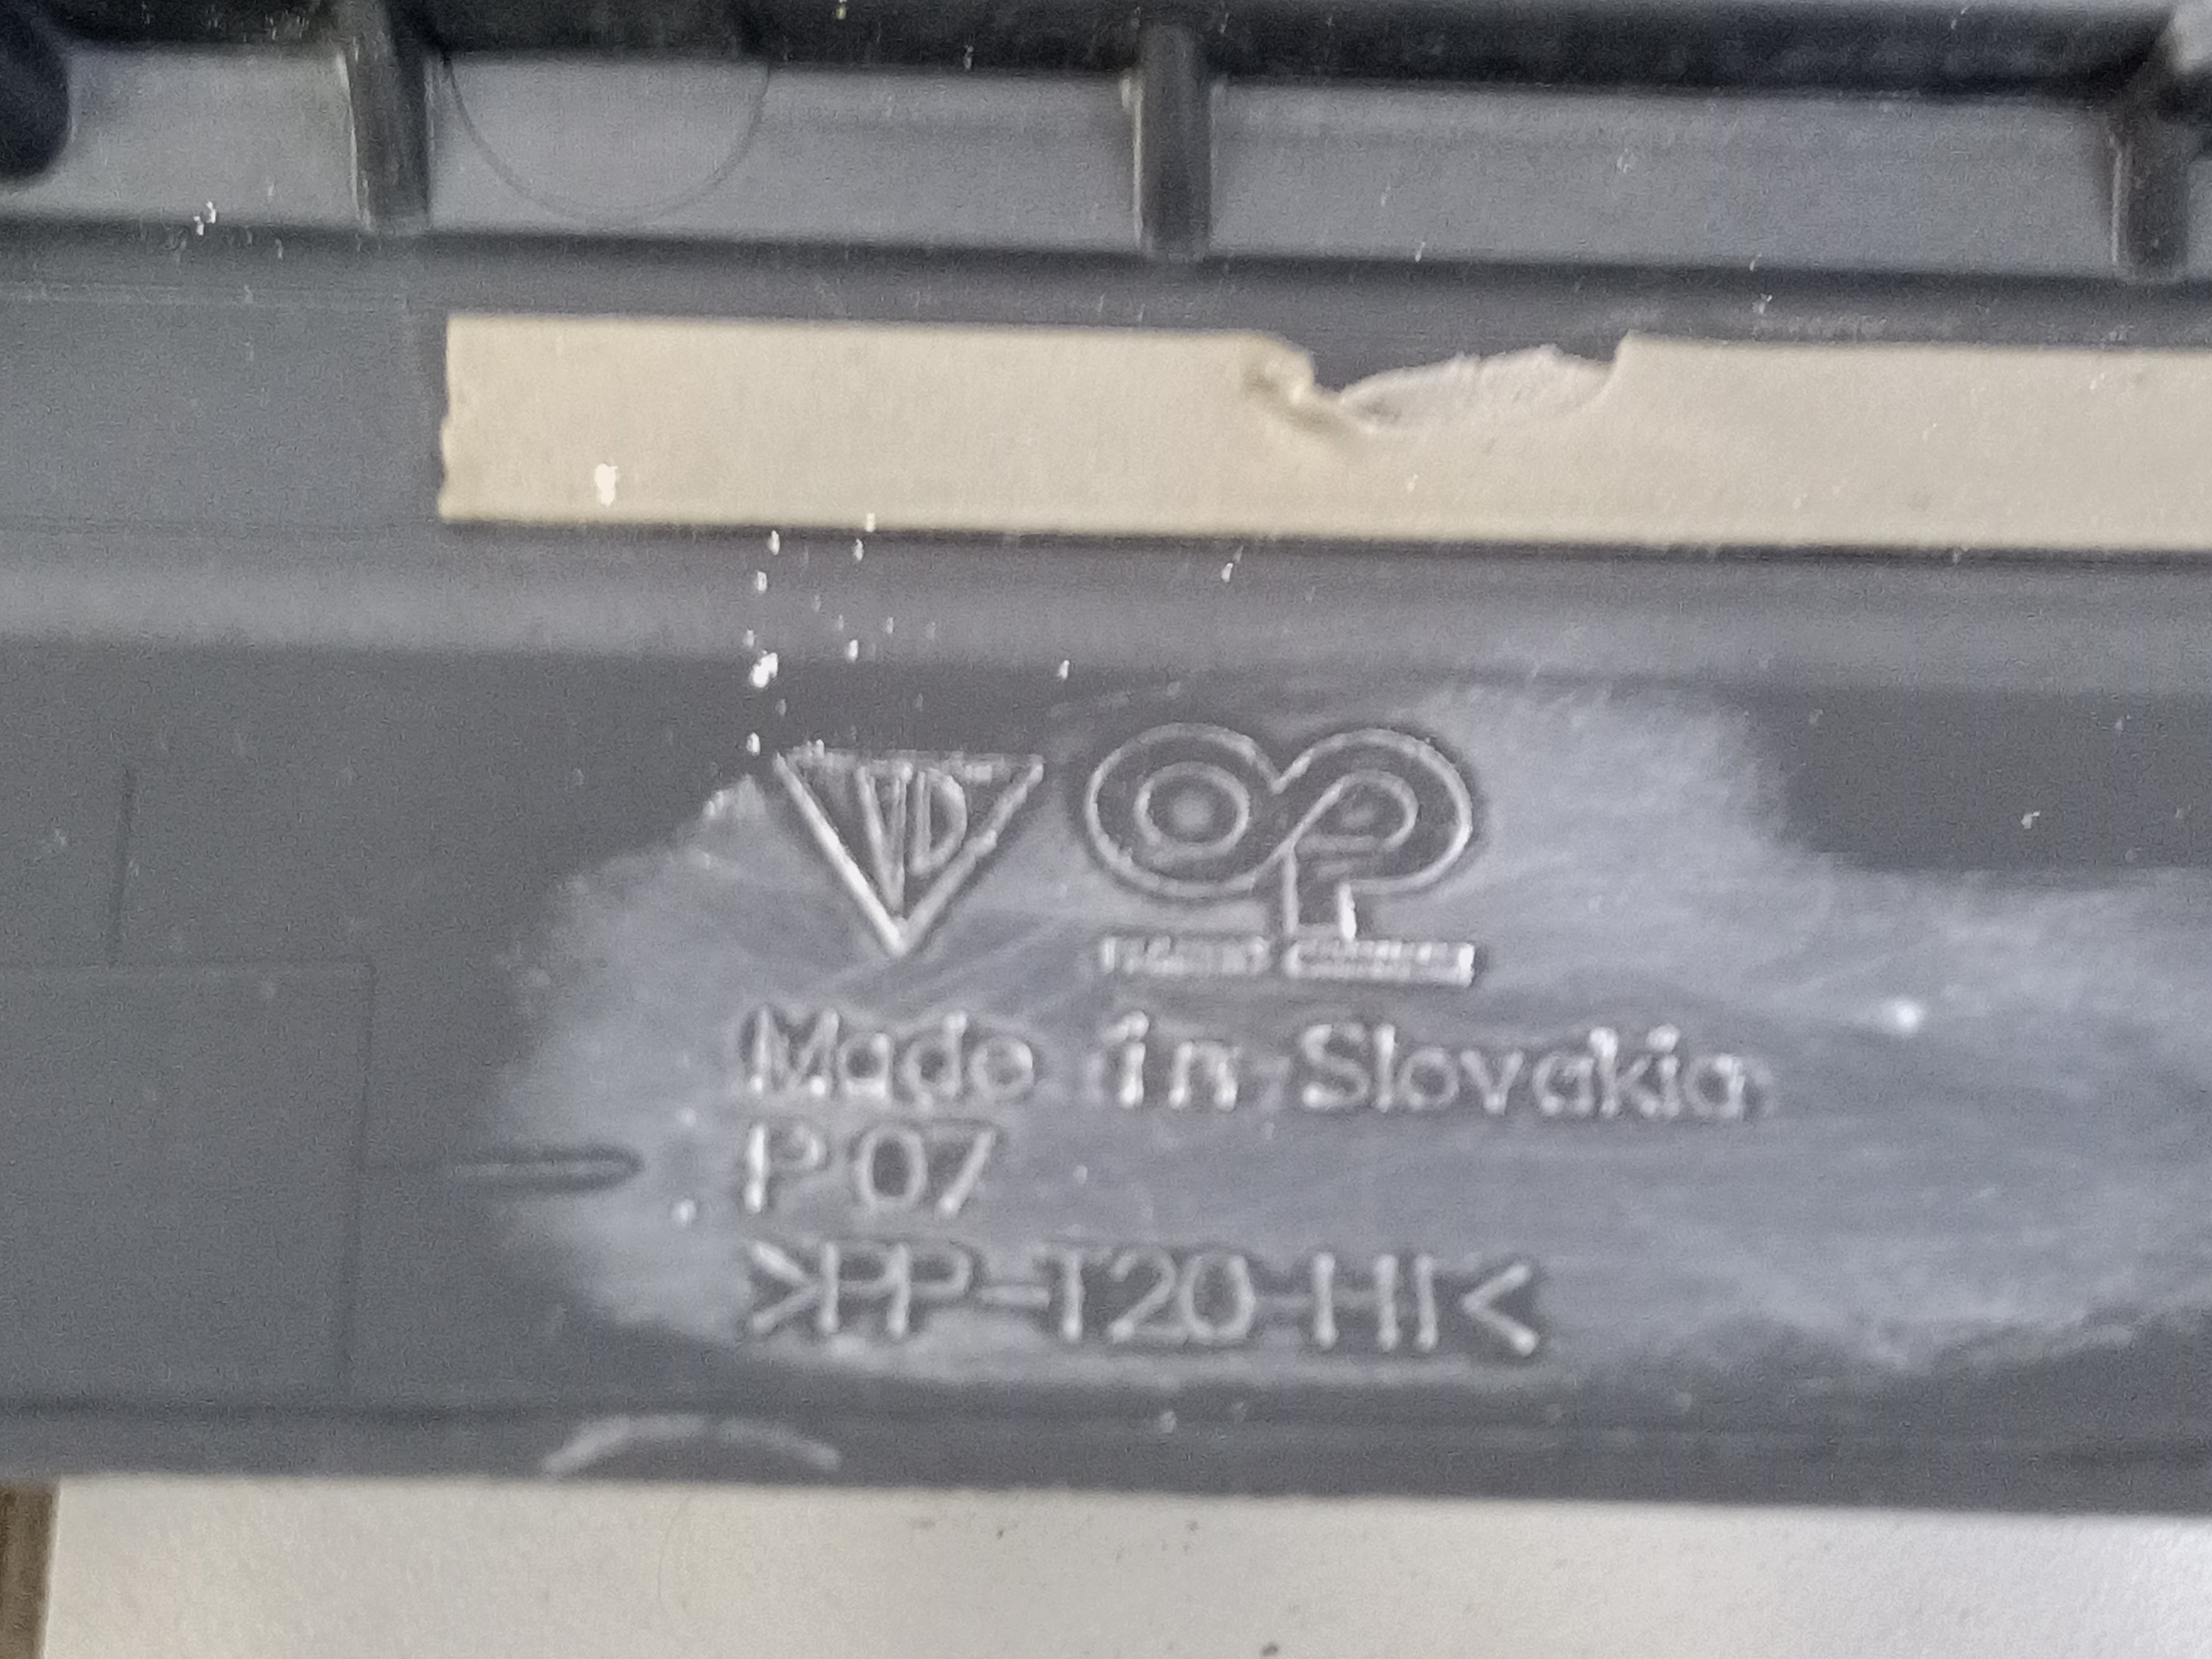 Made in Slovakia
P 07
>PP-T20-HI<